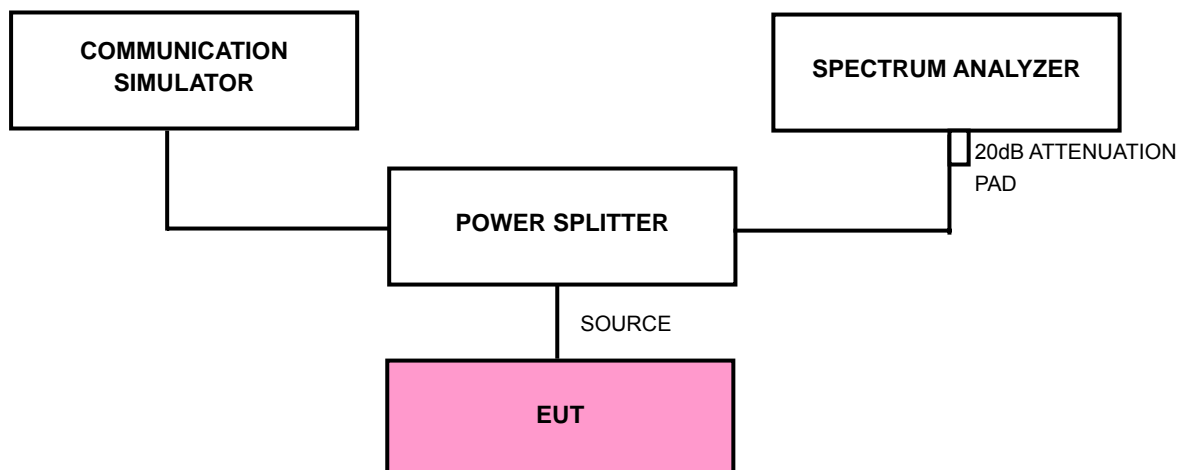 COMMUNICATION
SIMULATOR
SPECTRUM ANALYZER
20dB ATTENUATION
PAD
POWER SPLITTER
SOURCE
EUT